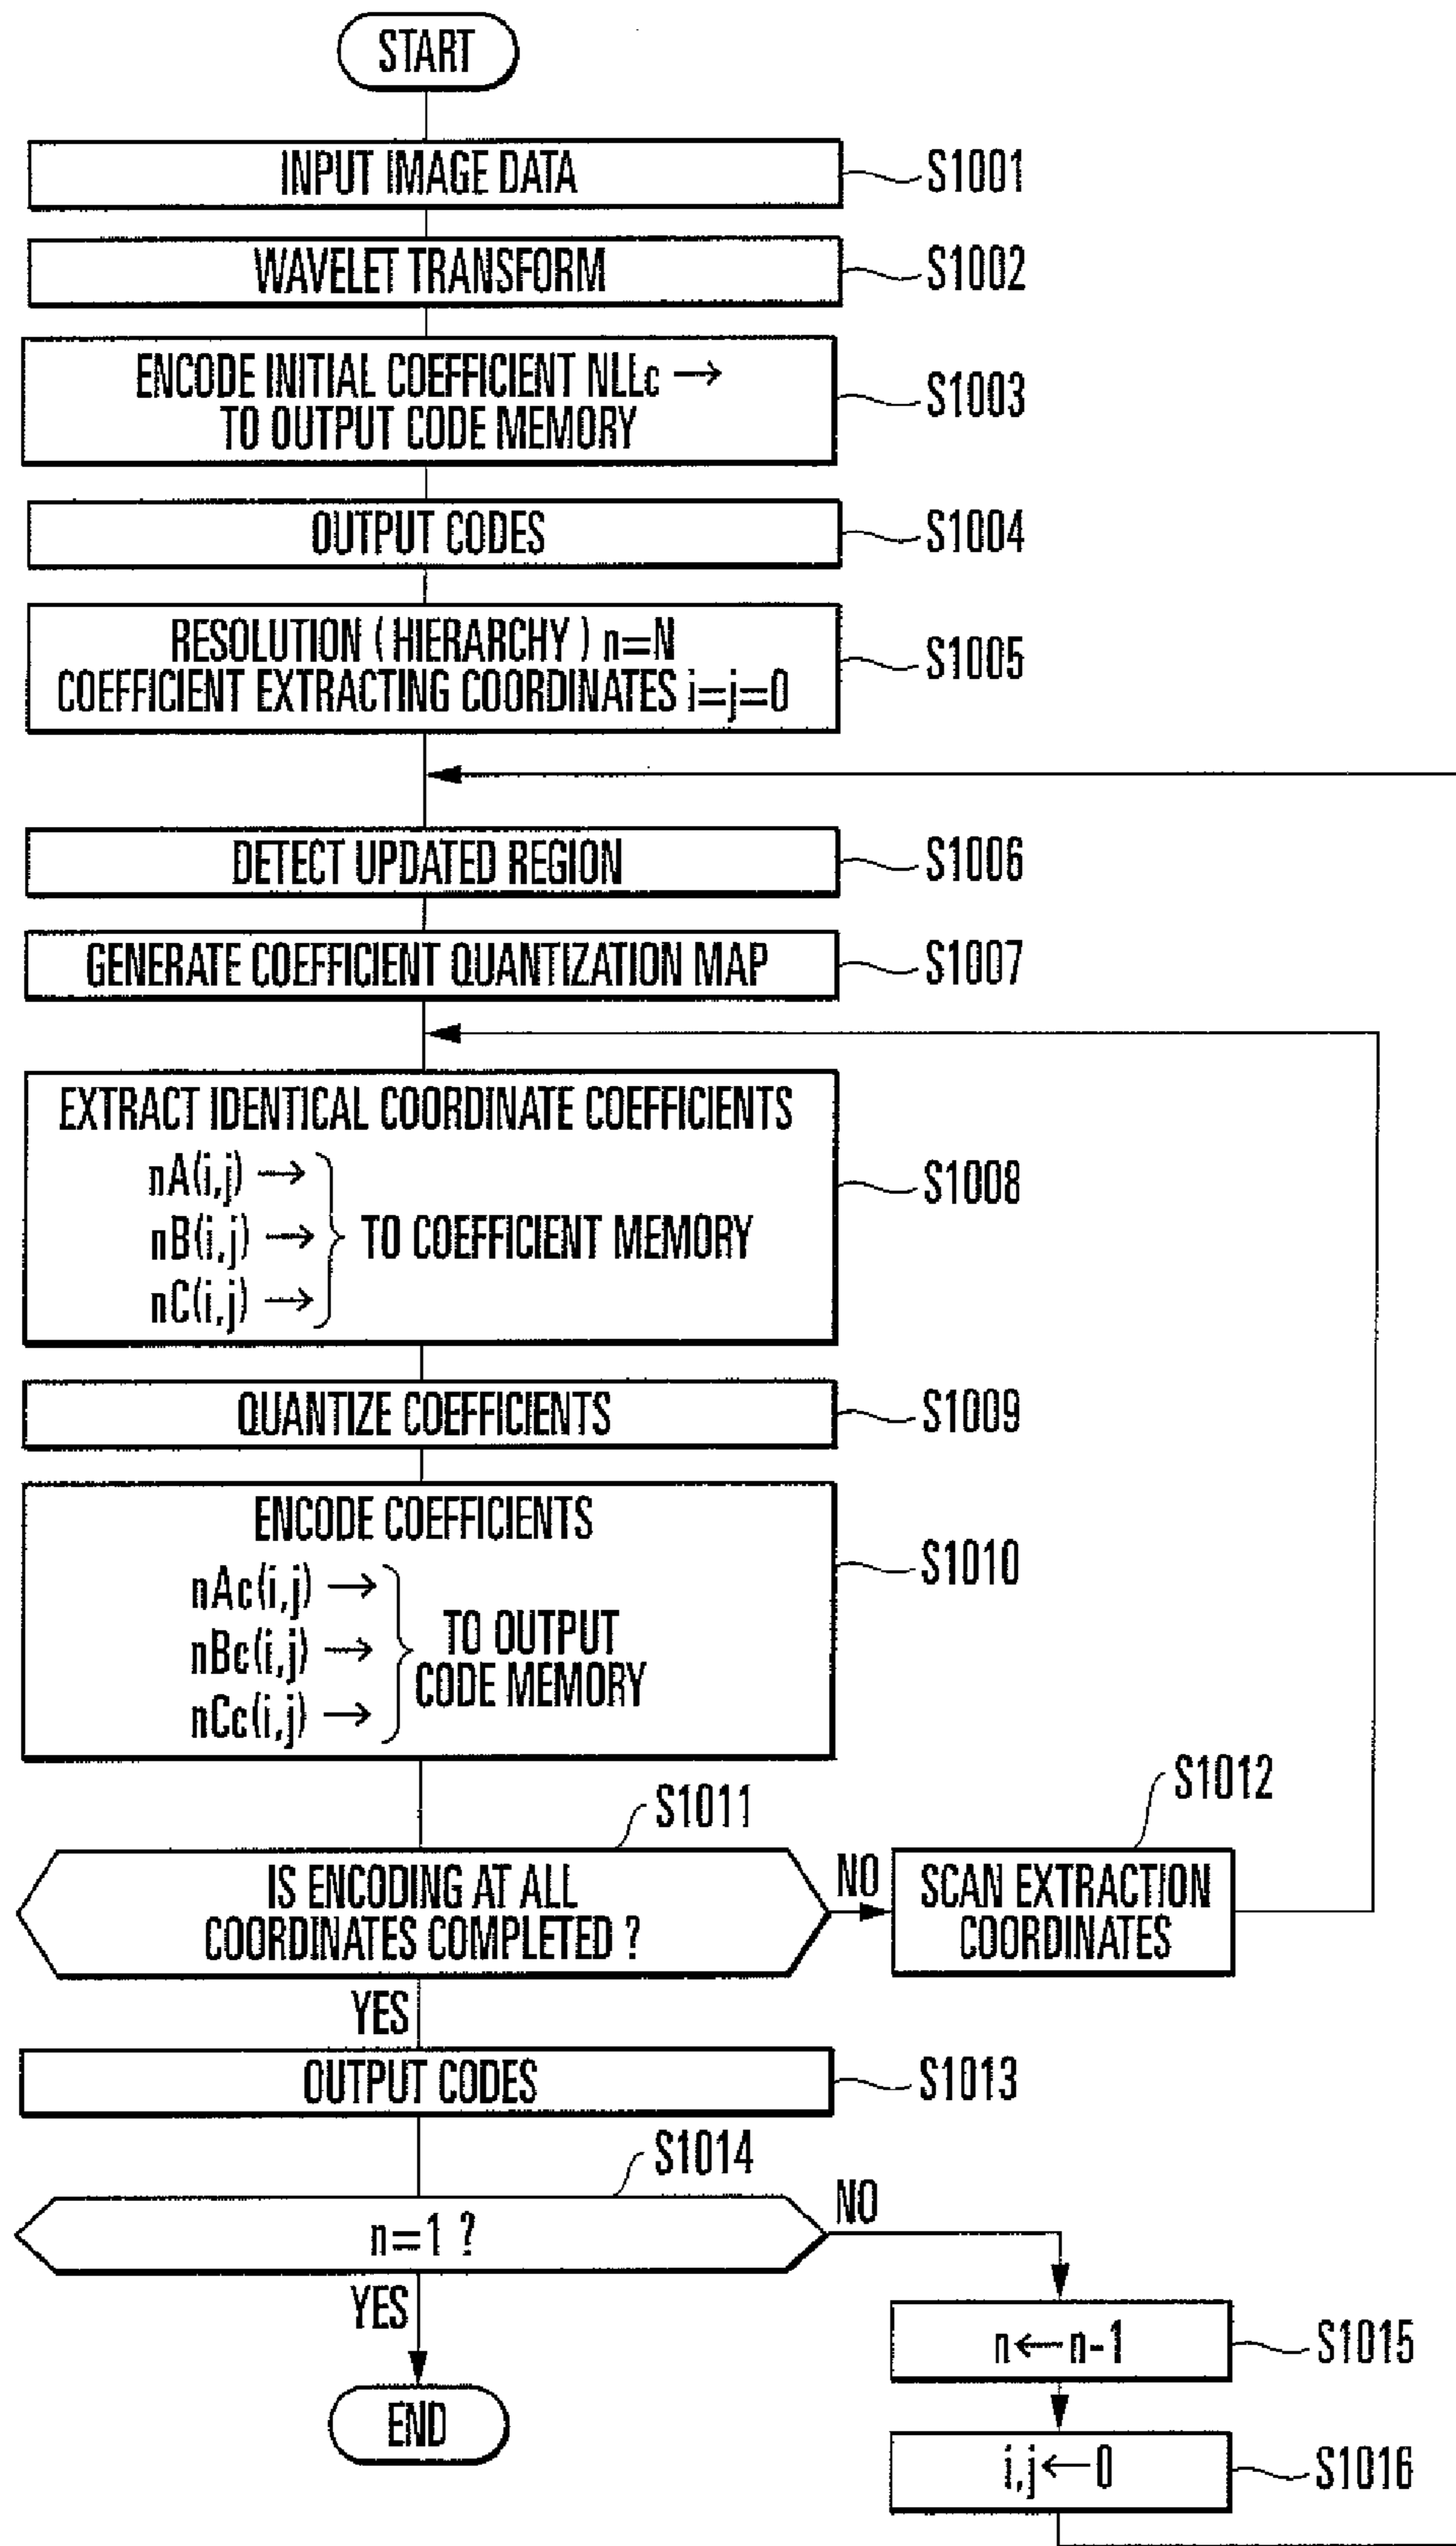 START
INPUT IMAGE DATA
S1001
WAVELET TRANSFORM
S1002
ENCODE INITIAL COEFFICIENT NLLc →
TO OUTPUT CODE MEMORY
S1003
OUTPUT CODES
S1004
RESOLUTION (HIERARCHY) n=N
COEFFICIENT EXTRACTING COORDINATES i=j=0
S1005
DETECT UPDATED REGION
S1006
GENERATE COEFFICIENT QUANTIZATION MAP
S1007
EXTRACT IDENTICAL COORDINATE COEFFICIENTS
nA(i,j) →
nB(i,j) →
nC(i,j) →
TO COEFFICIENT MEMORY
S1008
QUANTIZE COEFFICIENTS
S1009
ENCODE COEFFICIENTS
nAc(i,j) →
nBc(i,j) →
nCc(i,j) →
TO OUTPUT
CODE MEMORY
S1010
S1011
IS ENCODING AT ALL
COORDINATES COMPLETED ?
NO
S1012
SCAN EXTRACTION
COORDINATES
YES
OUTPUT CODES
S1013
S1014
n=1 ?
NO
YES
END
n←n-1
S1015
i,j←0
S1016